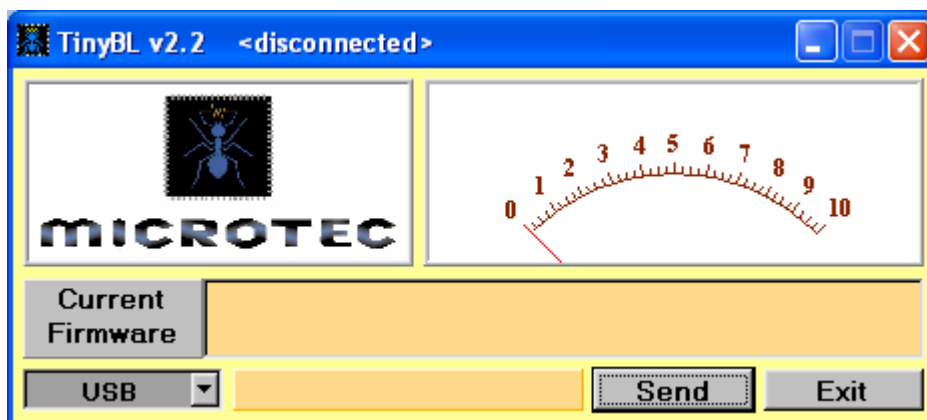 TinyBL v2.2 <disconnected>
MICROTEC
0 1 2 3 4 5 6 7 8 9 10
Current
Firmware
USB
Send
Exit